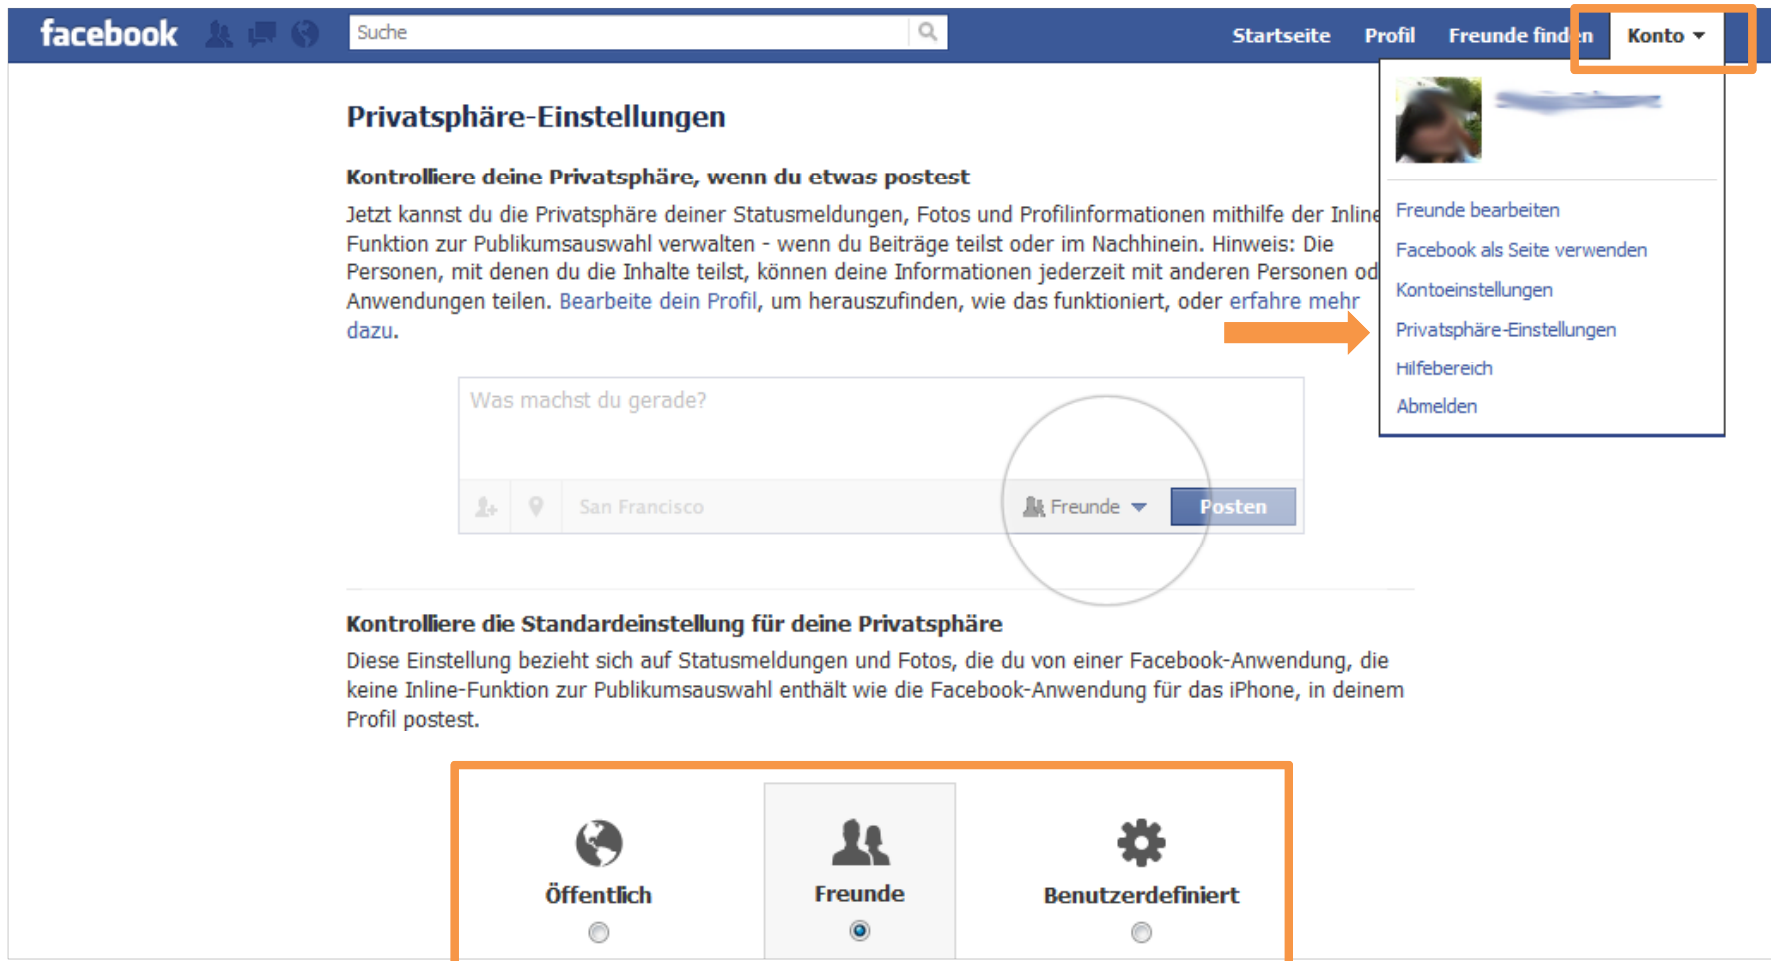 facebook
Suche
Startseite Profil Freunde finden Konto
Privatsphäre-Einstellungen
Kontrolliere deine Privatsphäre, wenn du etwas postest
Jetzt kannst du die Privatsphäre deiner Statusmeldungen, Fotos und Profilinformationen mithilfe der Inline
Funktion zur Publikumsauswahl verwalten - wenn du Beiträge teilst oder im Nachhinein. Hinweis: Die
Personen, mit denen du die Inhalte teilst, können deine Informationen jederzeit mit anderen Personen od
Anwendungen teilen. Bearbeite dein Profil, um herauszufinden, wie das funktioniert, oder erfahre mehr
dazu.
Freunde bearbeiten
Facebook als Seite verwenden
Kontoeinstellungen
Privatsphäre-Einstellungen
Hilfebereich
Abmelden
Was machst du gerade?
San Francisco
Freunde
Posten
Kontrolliere die Standardeinstellung für deine Privatsphäre
Diese Einstellung bezieht sich auf Statusmeldungen und Fotos, die du von einer Facebook-Anwendung, die
keine Inline-Funktion zur Publikumsauswahl enthält wie die Facebook-Anwendung für das iPhone, in deinem
Profil postest.
Öffentlich
Freunde
Benutzerdefiniert